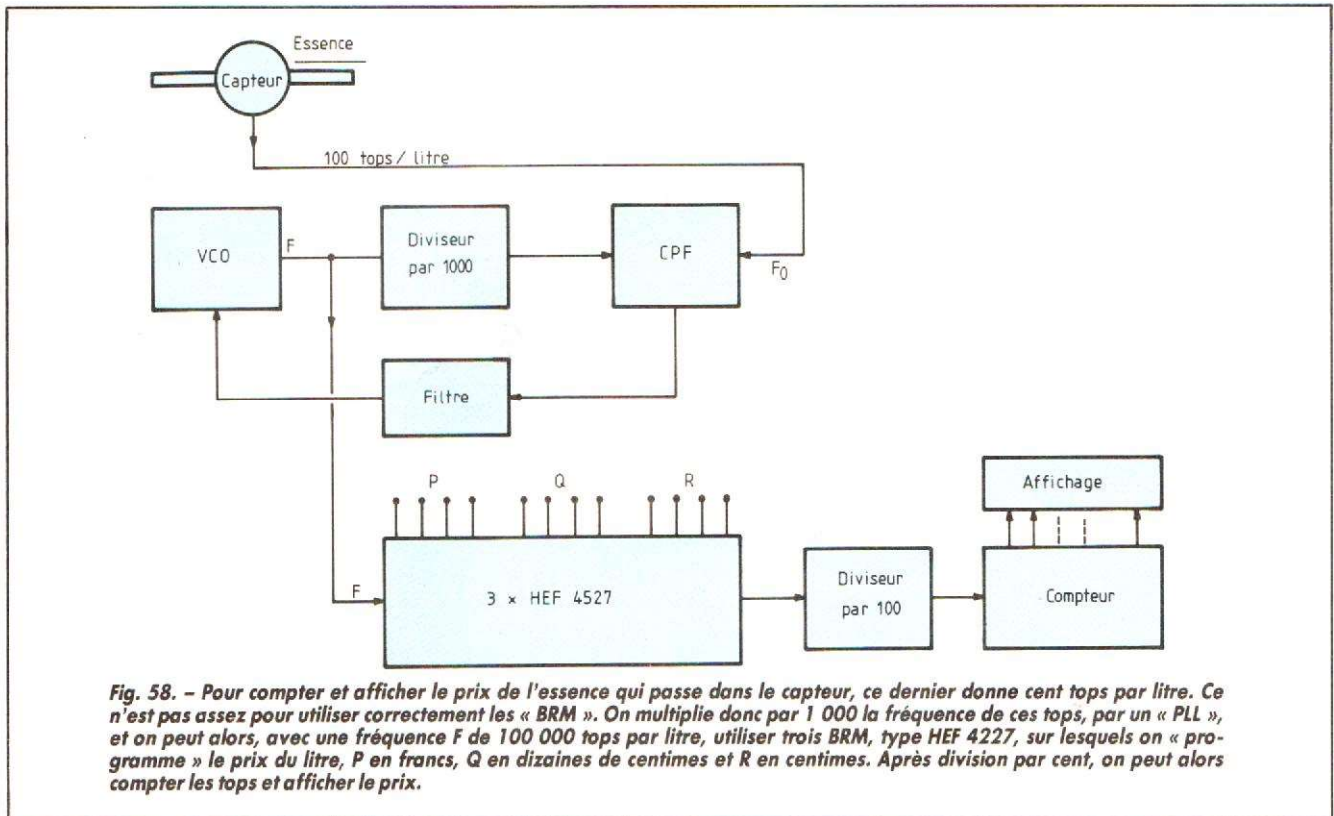 Essence
Capteur
100 tops / litre
VCO
F
Diviseur
par 1000
CPF
F0
Filtre
P
Q
R
Affichage
F
3 x HEF 4527
Diviseur
par 100
Compteur
Fig. 58. – Pour compter et afficher le prix de l'essence qui passe dans le capteur, ce dernier donne cent tops par litre. Ce
n'est pas assez pour utiliser correctement les « BRM ». On multiplie donc par 1 000 la fréquence de ces tops, par un « PLL »,
et on peut alors, avec une fréquence F de 100 000 tops par litre, utiliser trois BRM, type HEF 4227, sur lesquels on « pro-
gramme » le prix du litre, P en francs, Q en dizaines de centimes et R en centimes. Après division par cent, on peut alors
compter les tops et afficher le prix.